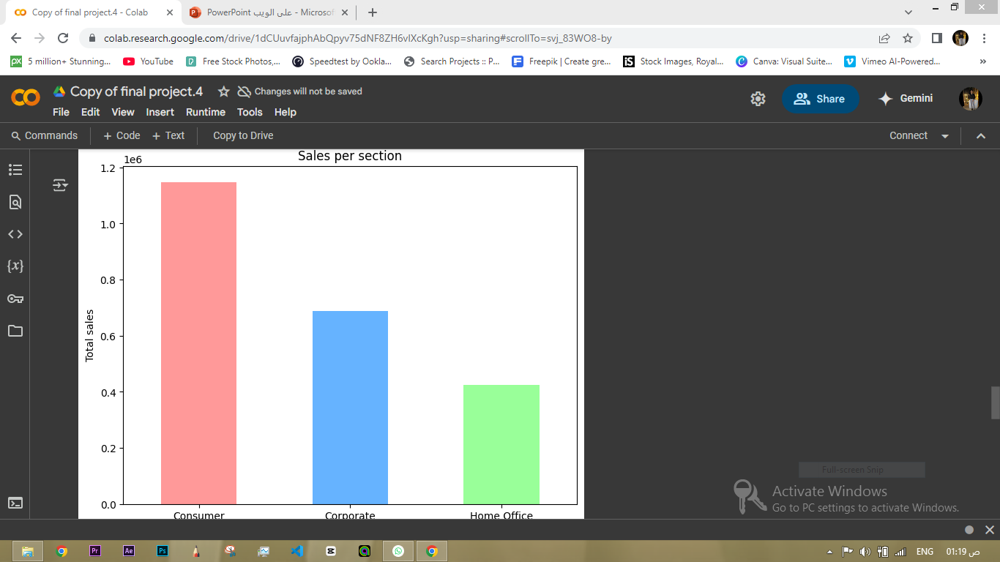 Copy of final project.4 - Colab
PowerPoint على الويب - Microsof
colab.research.google.com/drive/1dCUuvfajphAbQpyv75dNF8ZH6vIXcKgh?usp=sharing#scrollTo=svj_83WO8-by
5 million+ Stunning...
YouTube
Free Stock Photos,...
Speedtest by Ookla...
Search Projects :: P...
Freepik | Create gre...
Stock Images, Royal...
Canva: Visual Suite...
Vimeo AI-Powered...
Copy of final project.4
Changes will not be saved
Share
Gemini
File Edit View Insert Runtime Tools Help
Commands + Code + Text Copy to Drive
Connect
Sales per section
1e6
1.2
1.0
0.8
0.6
0.4
0.2
0.0
Total sales
Consumer Corporate Home Office
Full-screen Snip
Activate Windows
Go to PC settings to activate Windows.
Pr Ae Ps
ENG 01:19 ص